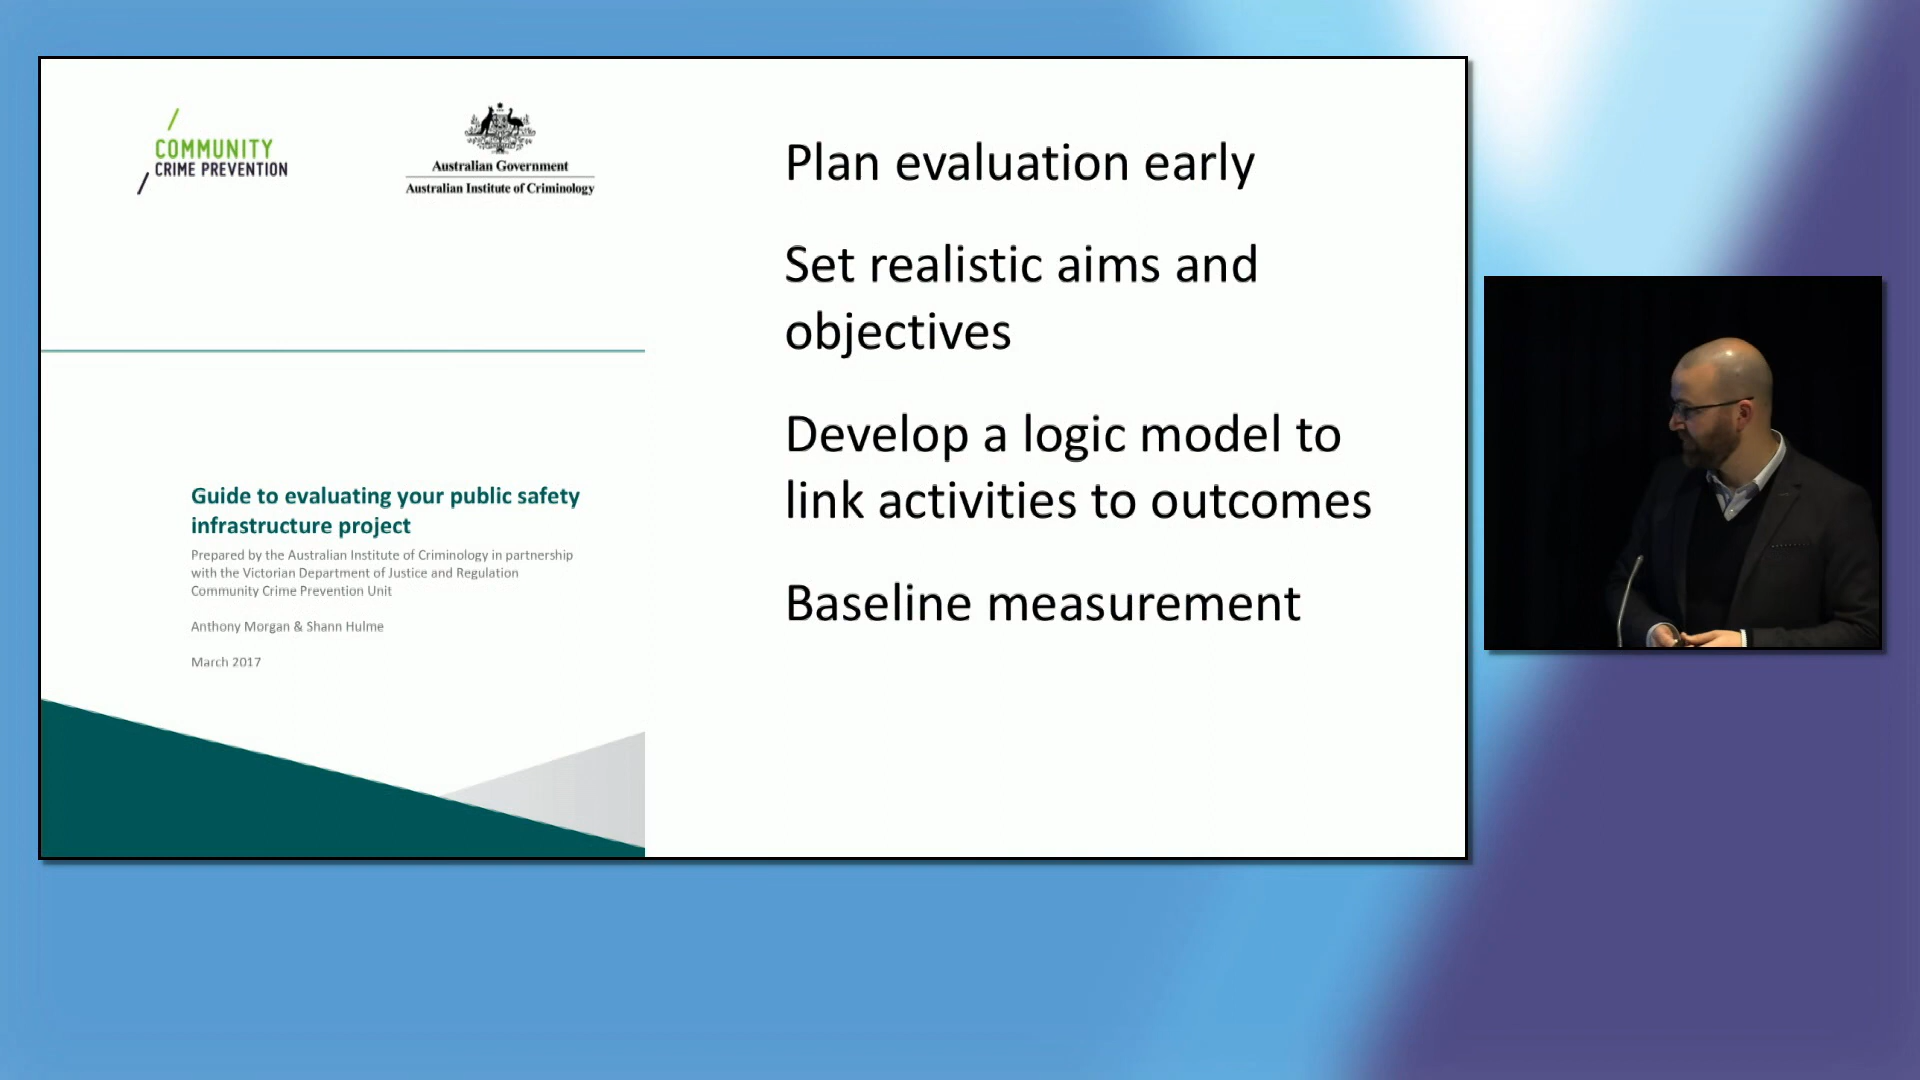 COMMUNITY
CRIME PREVENTION
Australian Government
Australian Institute of Criminology
Guide to evaluating your public safety
infrastructure project
Prepared by the Australian Institute of Criminology in partnership
with the Victorian Department of Justice and Regulation
Community Crime Prevention Unit
Anthony Morgan & Shann Hulme
March 2017
Plan evaluation early
Set realistic aims and
objectives
Develop a logic model to
link activities to outcomes
Baseline measurement